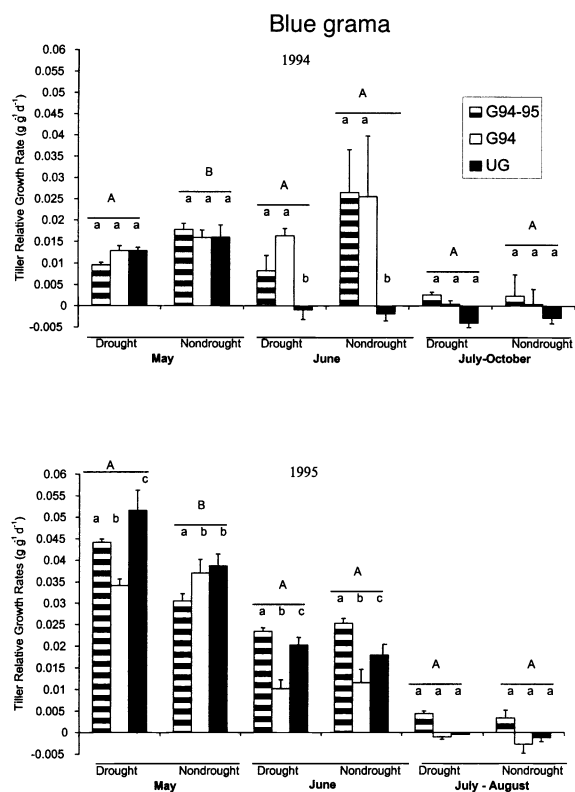 Blue grama
1994
Tiller Relative Growth Rate (g g⁻¹ d⁻¹)
0.06
0.055
0.05
0.045
0.04
0.035
0.03
0.025
0.02
0.015
0.01
0.005
0
-0.005
G94-95
G94
UG
A
a a a
B
a a a
A
a a
b
A
a a
b
A
a a a
A
a a a
Drought Nondrought Drought Nondrought Drought Nondrought
May June July-October
1995
Tiller Relative Growth Rates (g g⁻¹ d⁻¹)
0.06
0.055
0.05
0.045
0.04
0.035
0.03
0.025
0.02
0.015
0.01
0.005
0
-0.005
A
a b c
B
a b b
A
a b c
A
a b c
A
a a a
A
a a a
Drought Nondrought Drought Nondrought Drought Nondrought
May June July - August